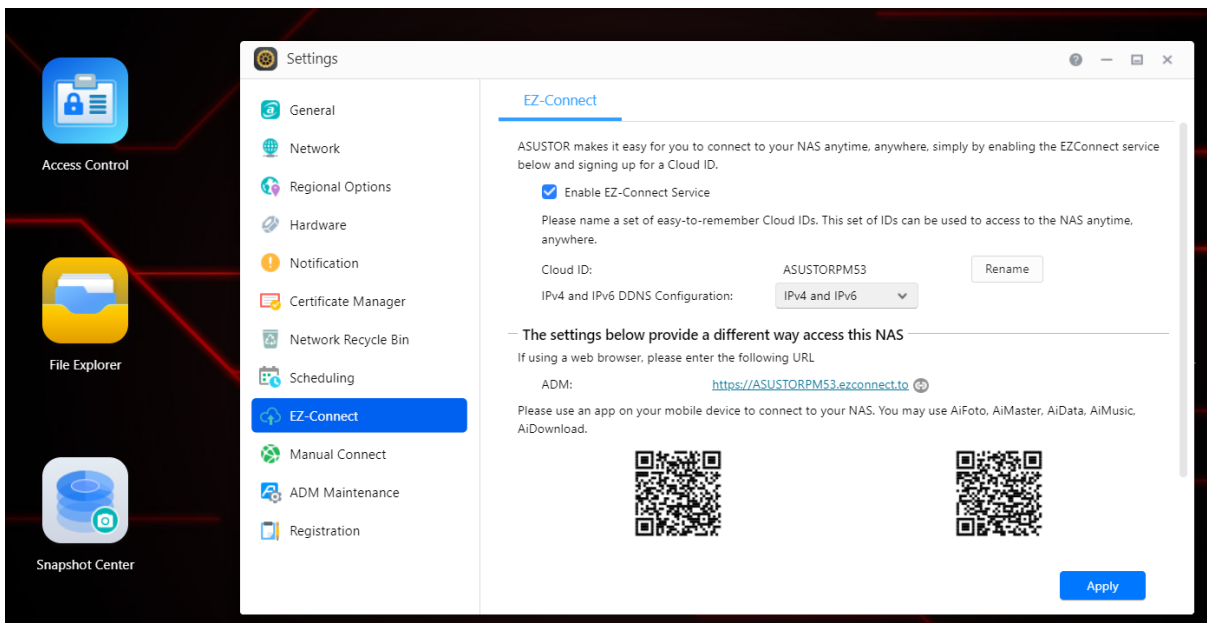 Access Control
File Explorer
Snapshot Center
Settings
General
Network
Regional Options
Hardware
Notification
Certificate Manager
Network Recycle Bin
Scheduling
EZ-Connect
Manual Connect
ADM Maintenance
Registration
EZ-Connect
ASUSTOR makes it easy for you to connect to your NAS anytime, anywhere, simply by enabling the EZConnect service
below and signing up for a Cloud ID.
Enable EZ-Connect Service
Please name a set of easy-to-remember Cloud IDs. This set of IDs can be used to access to the NAS anytime,
anywhere.
Cloud ID: ASUSTORPM53 Rename
IPv4 and IPv6 DDNS Configuration: IPv4 and IPv6
The settings below provide a different way access this NAS
If using a web browser, please enter the following URL
ADM: https://ASUSTORPM53.ezconnect.to
Please use an app on your mobile device to connect to your NAS. You may use AiFoto, AiMaster, AiData, AiMusic,
AiDownload.
Apply